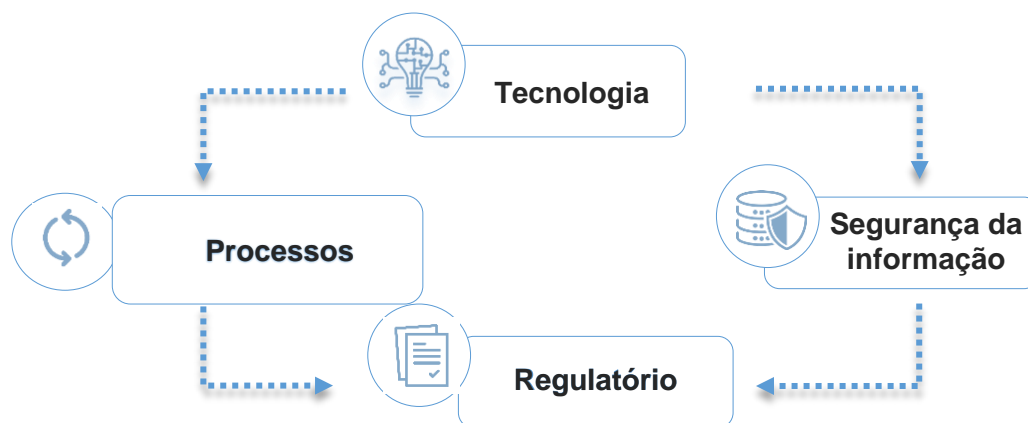 Tecnologia
Processos
Segurança da
informação
Regulatório